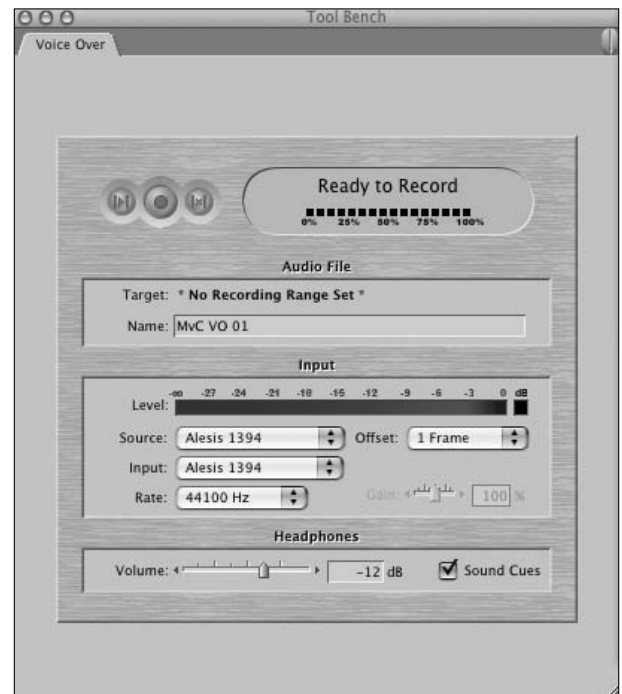 Tool Bench
Voice Over
Ready to Record
0% 25% 50% 75% 100%
Audio File
Target: * No Recording Range Set *
Name: MvC VO 01
Input
-∞ -27 -24 -21 -18 -15 -12 -9 -6 -3 0 dB
Level:
Source: Alesis 1394 Offset: 1 Frame
Input: Alesis 1394
Rate: 44100 Hz Gain: 100 %
Headphones
Volume: -12 dB Sound Cues